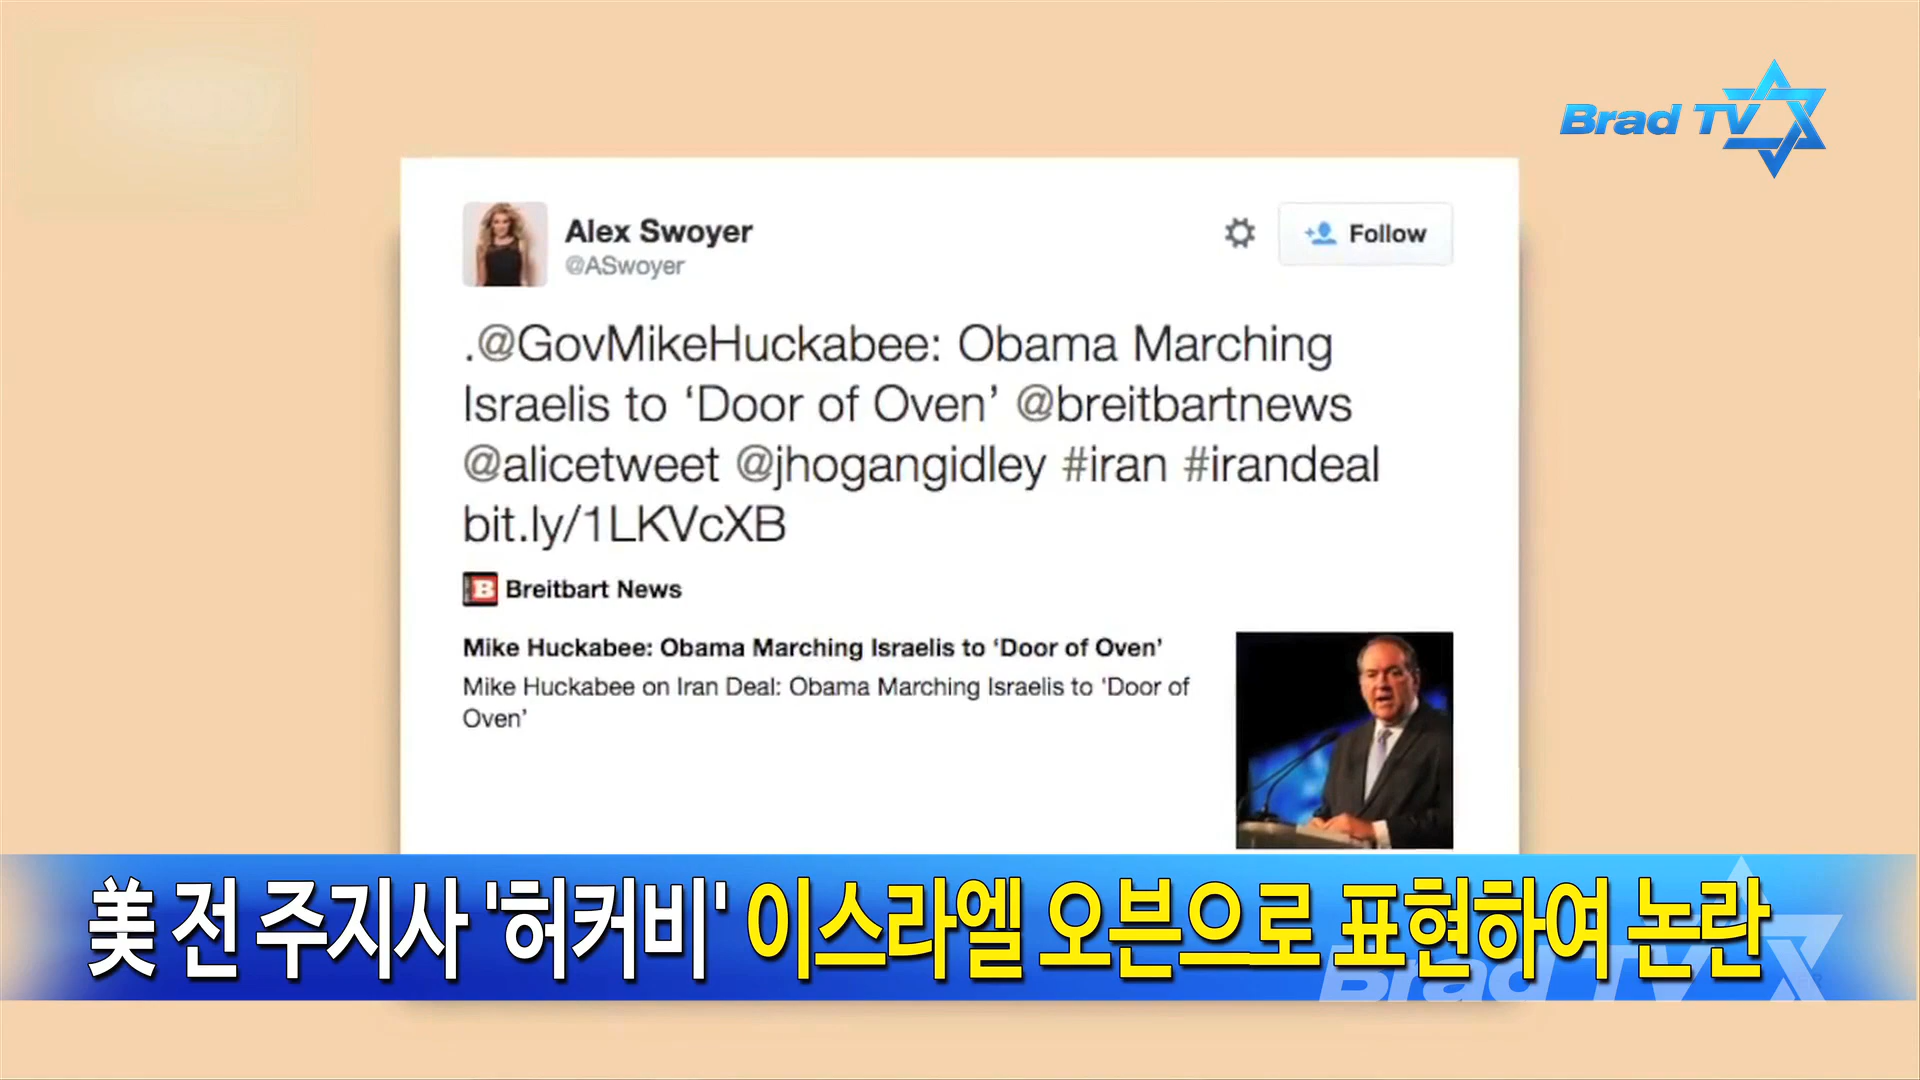 Brad TV
Alex Swoyer
@ASwoyer
Follow
.@GovMikeHuckabee: Obama Marching
Israelis to ‘Door of Oven’ @breitbartnews
@alicetweet @jhogangidley #iran #irandeal
bit.ly/1LKVcXB
B Breitbart News
Mike Huckabee: Obama Marching Israelis to ‘Door of Oven’
Mike Huckabee on Iran Deal: Obama Marching Israelis to 'Door of
Oven’
美 전 주지사 '허커비' 이스라엘 오븐으로 표현하여 논란
Brad TV